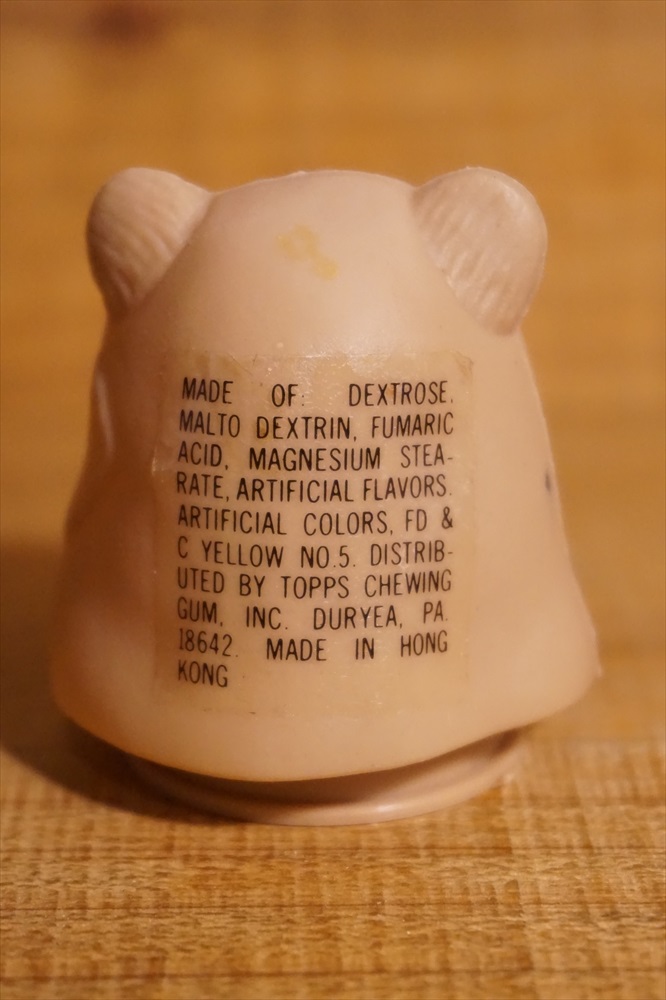 MADE OF: DEXTROSE,
MALTO DEXTRIN, FUMARIC
ACID, MAGNESIUM STEA-
RATE, ARTIFICIAL FLAVORS.
ARTIFICIAL COLORS, FD &
C YELLOW NO.5. DISTRIB-
UTED BY TOPPS CHEWING
GUM, INC. DURYEA, PA.
18642. MADE IN HONG
KONG